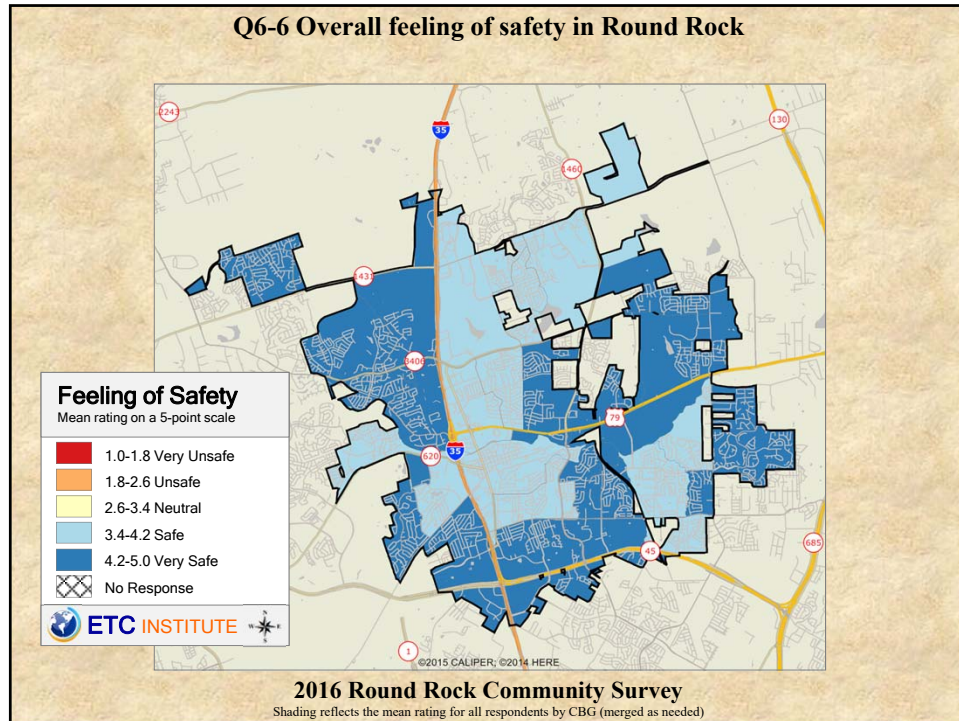 Q6-6 Overall feeling of safety in Round Rock
2243
35
130
1460
1431
3406
79
620
35
45
685
1
Feeling of Safety
Mean rating on a 5-point scale
1.0-1.8 Very Unsafe
1.8-2.6 Unsafe
2.6-3.4 Neutral
3.4-4.2 Safe
4.2-5.0 Very Safe
No Response
ETC INSTITUTE
N
W E
S
©2015 CALIPER; ©2014 HERE
2016 Round Rock Community Survey
Shading reflects the mean rating for all respondents by CBG (merged as needed)